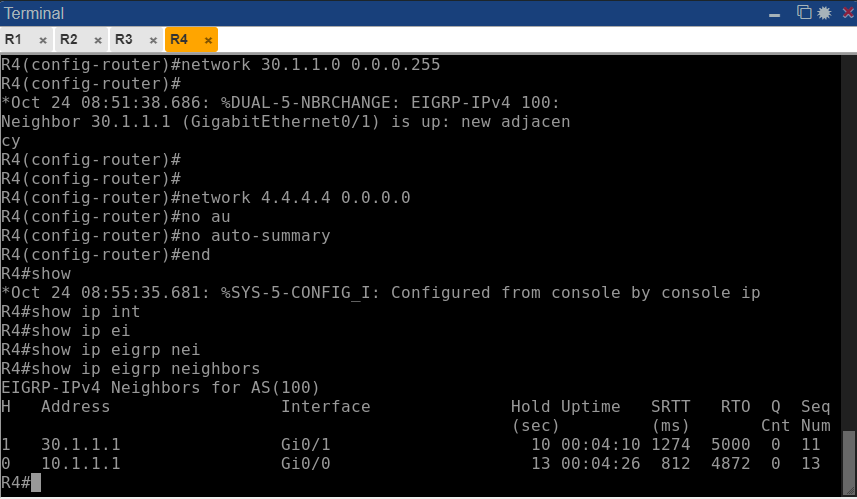 Terminal
R1 × R2 × R3 × R4 ×
R4(config-router)#network 30.1.1.0 0.0.0.255
R4(config-router)#
*Oct 24 08:51:38.686: %DUAL-5-NBRCHANGE: EIGRP-IPv4 100:
Neighbor 30.1.1.1 (GigabitEthernet0/1) is up: new adjacen
cy
R4(config-router)#
R4(config-router)#
R4(config-router)#network 4.4.4.4 0.0.0.0
R4(config-router)#no au
R4(config-router)#no auto-summary
R4(config-router)#end
R4#show
*Oct 24 08:55:35.681: %SYS-5-CONFIG_I: Configured from console by console ip
R4#show ip int
R4#show ip ei
R4#show ip eigrp nei
R4#show ip eigrp neighbors
EIGRP-IPv4 Neighbors for AS(100)
H   Address                 Interface              Hold Uptime   SRTT   RTO  Q  Seq
                                                   (sec)         (ms)       Cnt Num
1   30.1.1.1                Gi0/1                    10 00:04:10 1274  5000  0  11
0   10.1.1.1                Gi0/0                    13 00:04:26  812  4872  0  13
R4#